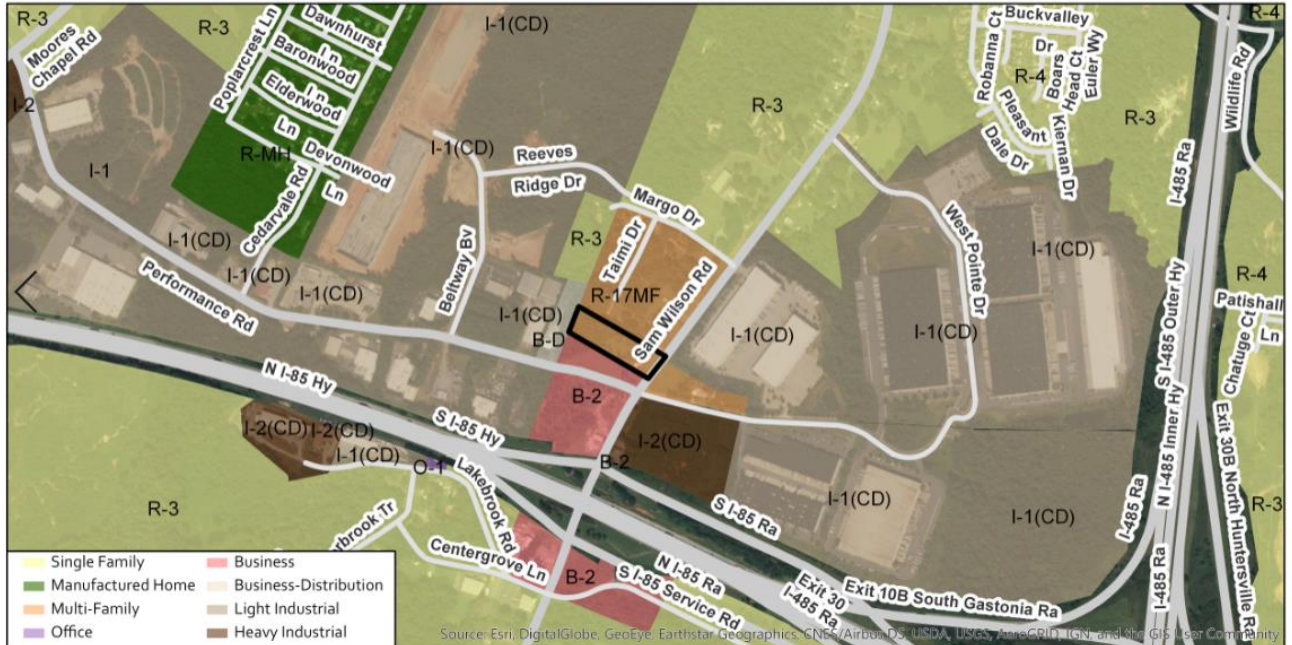 R-3
R-3
Moores
Chapel Rd
I-2
I-1
Poplarcrest Ln
Dawnhurst
Ln
Baronwood
Elderwood
Ln
Ln
Devonwood
Ln
R-MH
Cedarvale Rd
I-1(CD)
I-1(CD)
I-1(CD)
I-1(CD)
I-1(CD)
Reeves
Ridge Dr
Beltway Bv
Margo Dr
R-3
Taimi Dr
R-17MF
Sam Wilson Rd
I-1(CD)
B-D
Performance Rd
R-3
Buckvalley
Robanna Ct
Dr
R-4
Boars
Head Ct
Euler Wy
Pleasant
Dale Dr
Kiernan Dr
R-3
R-4
Wildlife Rd
I-485 Ra
West Pointe Dr
I-1(CD)
I-1(CD)
I-1(CD)
R-4
Patishall
Ln
Chatuge Ct
S I-485 Outer Hy
N I-485 Inner Hy
Exit 30B North Huntersville Ra
R-3
N I-85 Hy
S I-85 Hy
B-2
B-2
I-2(CD)
I-2(CD)
I-2(CD)
I-1(CD)
O-1
Lakebrook Rd
R-3
rbrook Tr
Centergrove Ln
B-2
S I-85 Service Rd
N I-85 Ra
S I-85 Ra
I-1(CD)
I-1(CD)
I-485 Ra
I-485 Ra
Exit 30
I-485 Ra
Exit 10B South Gastonia Ra
Single Family
Manufactured Home
Multi-Family
Office
Business
Business-Distribution
Light Industrial
Heavy Industrial
Source: Esri, DigitalGlobe, GeoEye, Earthstar Geographics, CNES/Airbus DS, USDA, USGS, AeroGRID, IGN, and the GIS User Community